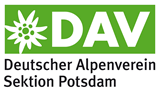 DAV
Deutscher Alpenverein
Sektion Potsdam